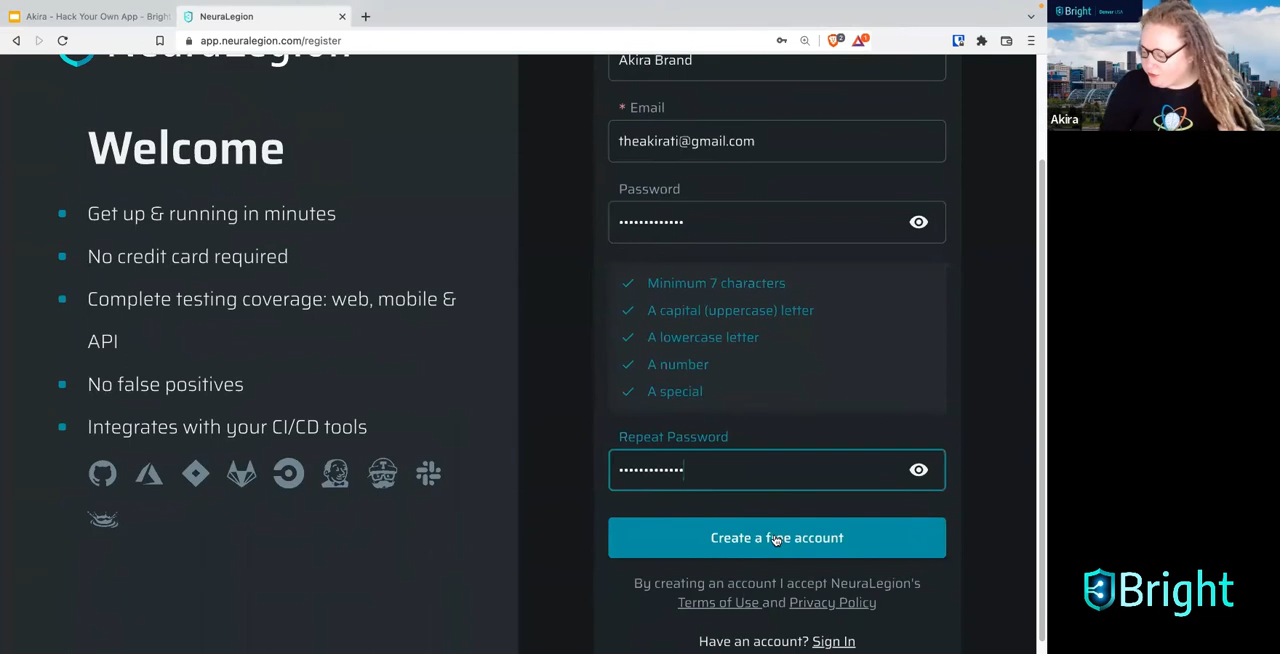 Akira - Hack Your Own App - Bright
NeuraLegion
app.neuralegion.com/register
2
1
Bright
Akira
NeuraLegion
Akira Brand
Welcome
* Email
theakirati@gmail.com
Get up & running in minutes
Password
•••••••••••••
No credit card required
Complete testing coverage: web, mobile &
API
Minimum 7 characters
A capital (uppercase) letter
A lowercase letter
A number
A special
No false positives
Integrates with your CI/CD tools
Repeat Password
•••••••••••••
Create a free account
By creating an account I accept NeuraLegion's
Terms of Use and Privacy Policy
Have an account? Sign In
Bright